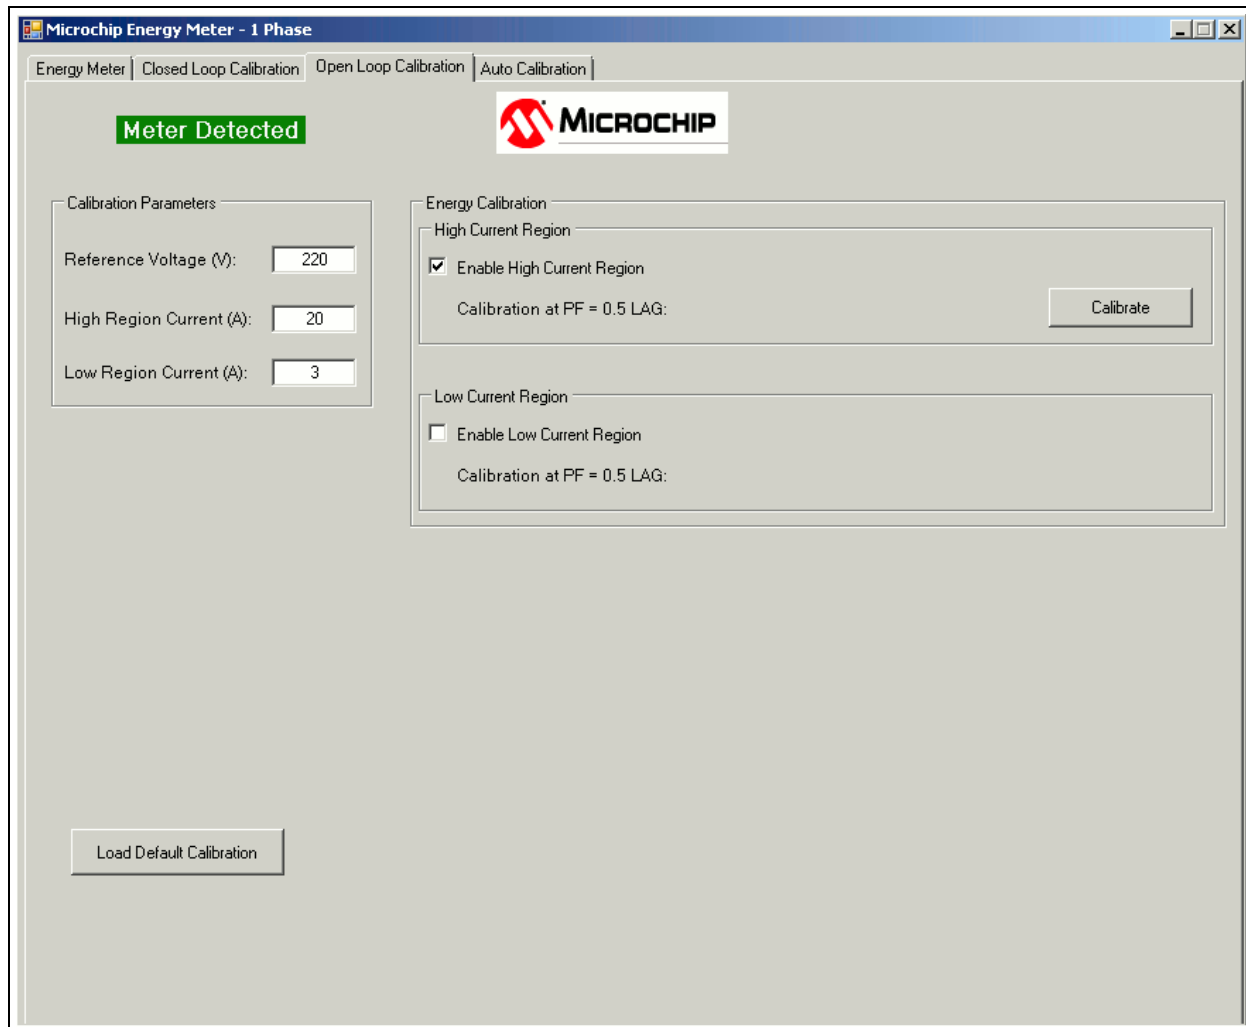 Microchip Energy Meter - 1 Phase
Energy Meter Closed Loop Calibration Open Loop Calibration Auto Calibration
Meter Detected
MICROCHIP
Calibration Parameters
Reference Voltage (V): 220
High Region Current (A): 20
Low Region Current (A): 3
Energy Calibration
High Current Region
Enable High Current Region
Calibration at PF = 0.5 LAG:
Calibrate
Low Current Region
Enable Low Current Region
Calibration at PF = 0.5 LAG:
Load Default Calibration